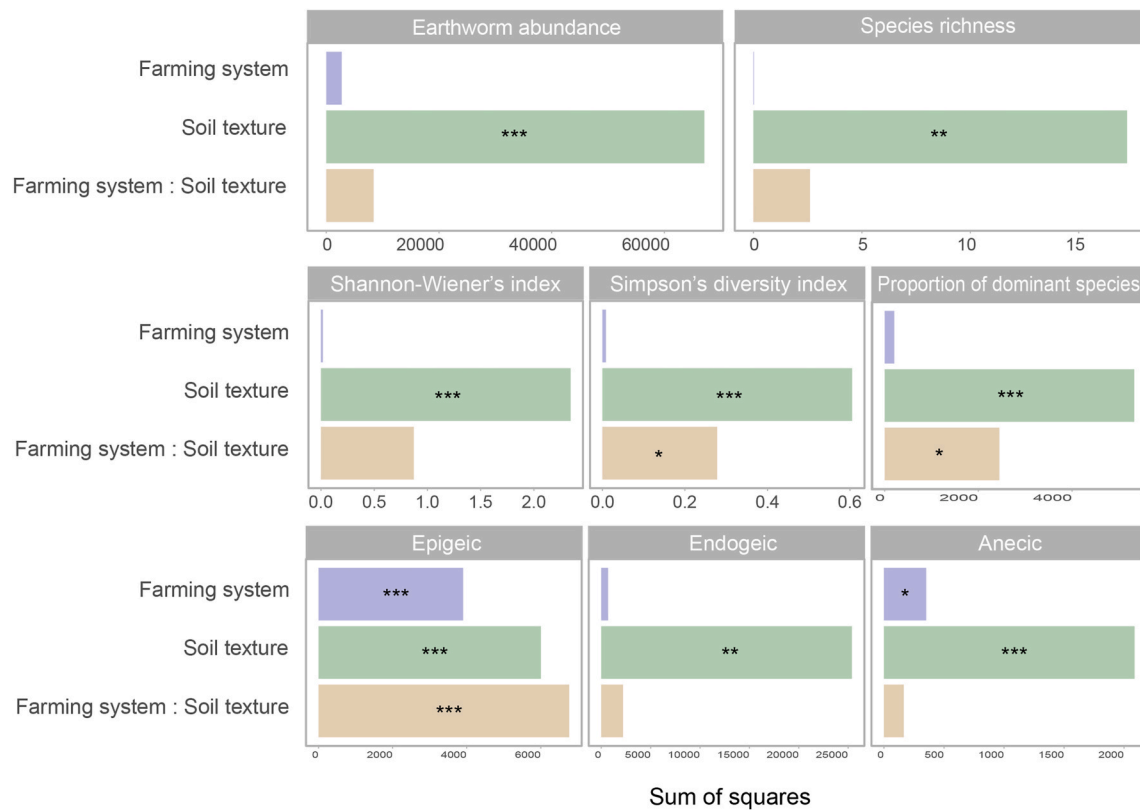 Earthworm abundance Species richness
Farming system
Soil texture *** **
Farming system : Soil texture
0 20000 40000 60000 0 5 10 15
Shannon-Wiener’s index Simpson’s diversity index Proportion of dominant species
Farming system
Soil texture *** *** ***
Farming system : Soil texture * *
0.0 0.5 1.0 1.5 2.0 0.0 0.2 0.4 0.6 0 2000 4000
Epigeic Endogeic Anecic
Farming system *** *
Soil texture *** ** ***
Farming system : Soil texture ***
0 2000 4000 6000 0 5000 10000 15000 20000 25000 0 500 1000 1500 2000
Sum of squares